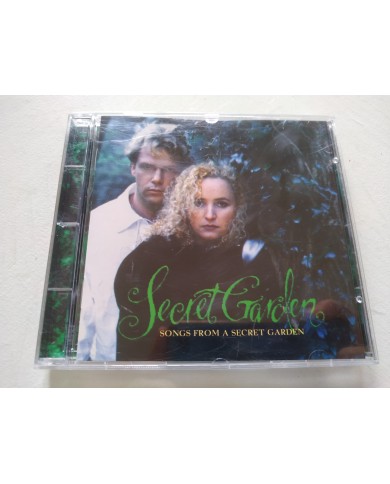 Secret Garden
SONGS FROM A SECRET GARDEN